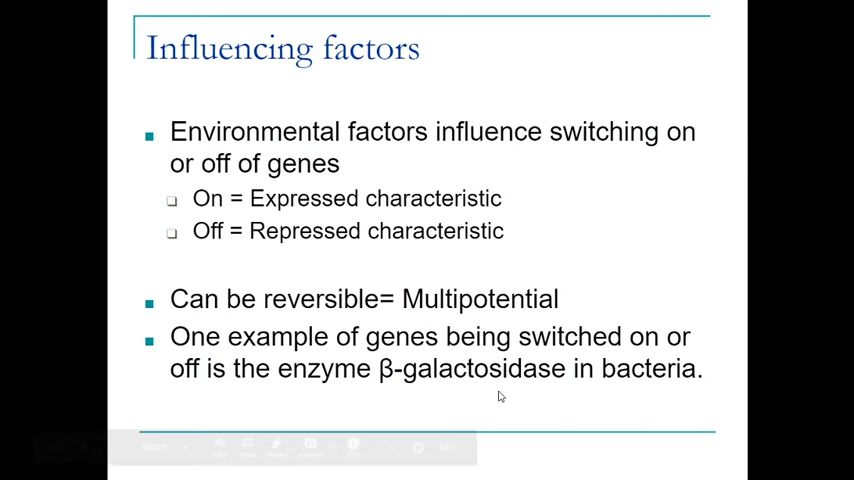 Influencing factors
Environmental factors influence switching on
or off of genes
On = Expressed characteristic
Off = Repressed characteristic
Can be reversible= Multipotential
One example of genes being switched on or
off is the enzyme β-galactosidase in bacteria.